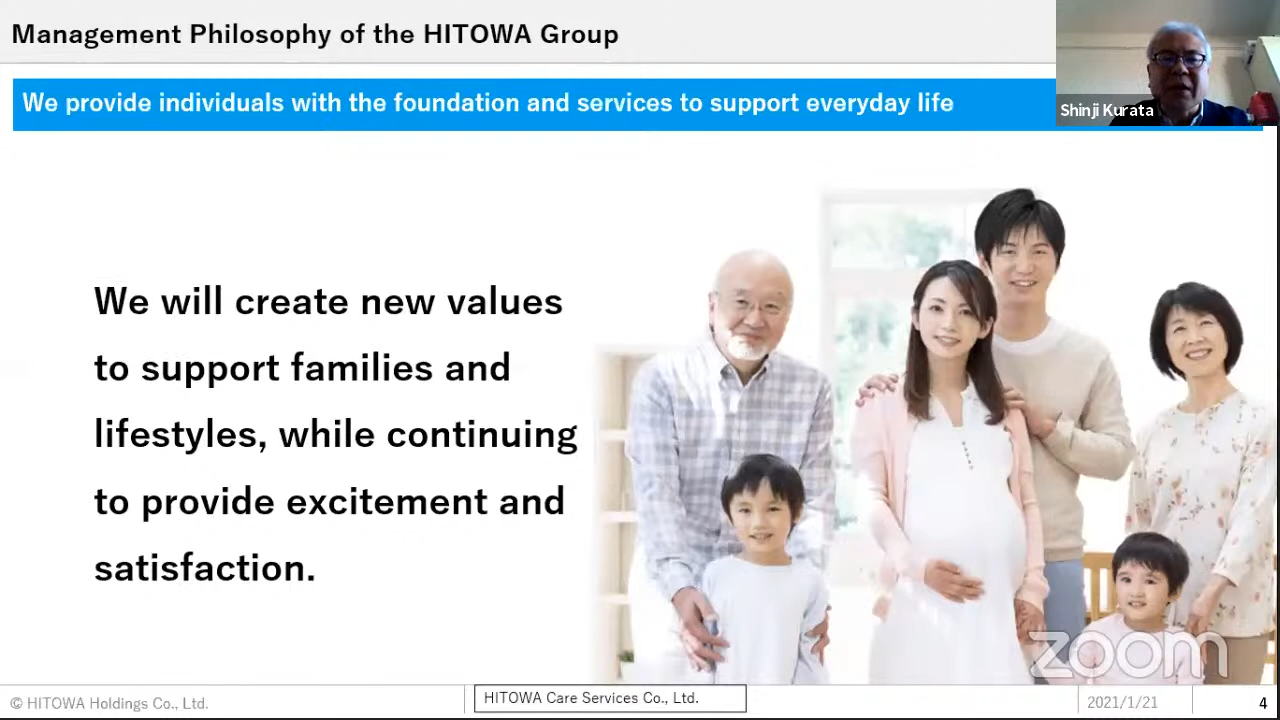 Management Philosophy of the HITOWA Group
Shinji Kurata
We provide individuals with the foundation and services to support everyday life
We will create new values
to support families and
lifestyles, while continuing
to provide excitement and
satisfaction.
zoom
© HITOWA Holdings Co., Ltd.
HITOWA Care Services Co., Ltd.
2021/1/21
4